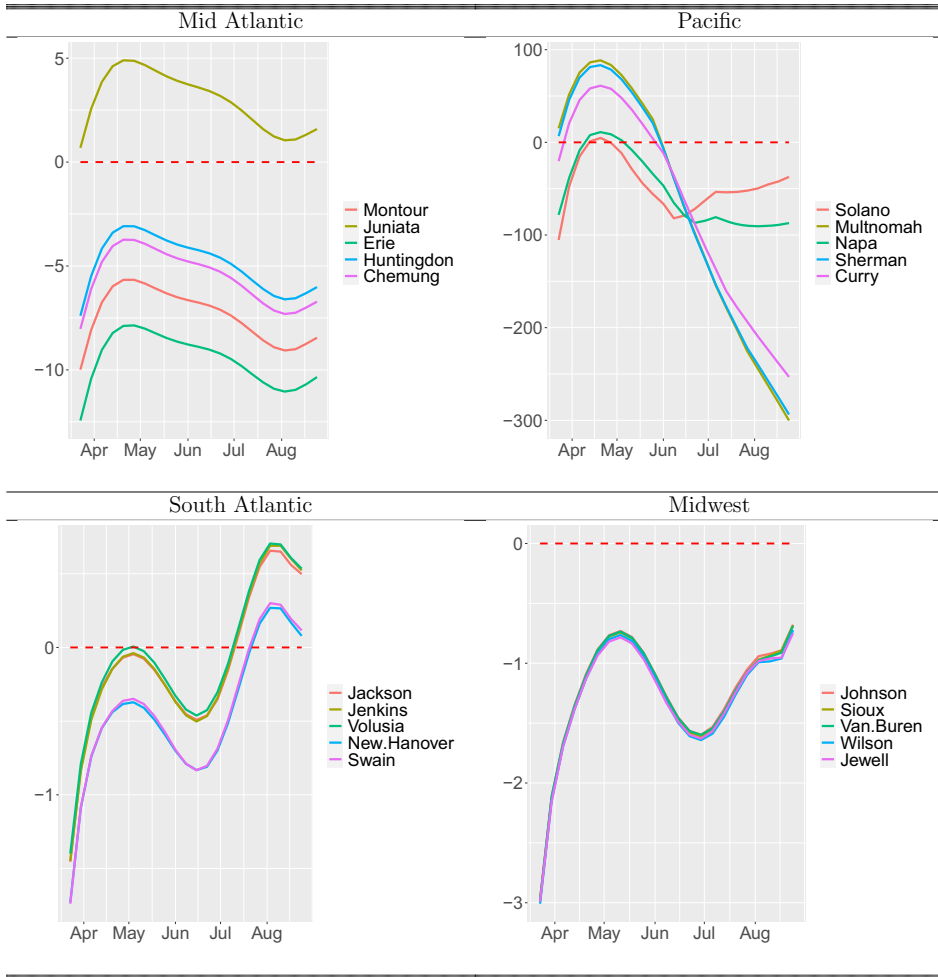 Mid Atlantic
5
0
−5
−10
Apr May Jun Jul Aug
Montour
Juniata
Erie
Huntingdon
Chemung
Pacific
100
0
−100
−200
−300
Apr May Jun Jul Aug
Solano
Multnomah
Napa
Sherman
Curry
South Atlantic
0
−1
Apr May Jun Jul Aug
Jackson
Jenkins
Volusia
New.Hanover
Swain
Midwest
0
−1
−2
−3
Apr May Jun Jul Aug
Johnson
Sioux
Van.Buren
Wilson
Jewell